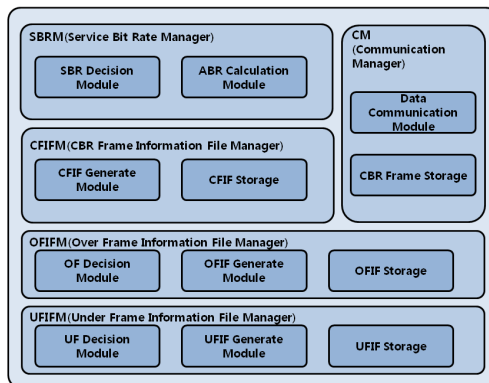 SBRM(Service Bit Rate Manager)
SBR Decision
Module
ABR Calculation
Module
CM
(Communication
Manager)
Data
Communication
Module
CBR Frame Storage
CFIFM(CBR Frame Information File Manager)
CFIF Generate
Module
CFIF Storage
OFIFM(Over Frame Information File Manager)
OF Decision
Module
OFIF Generate
Module
OFIF Storage
UFIFM(Under Frame Information File Manager)
UF Decision
Module
UFIF Generate
Module
UFIF Storage